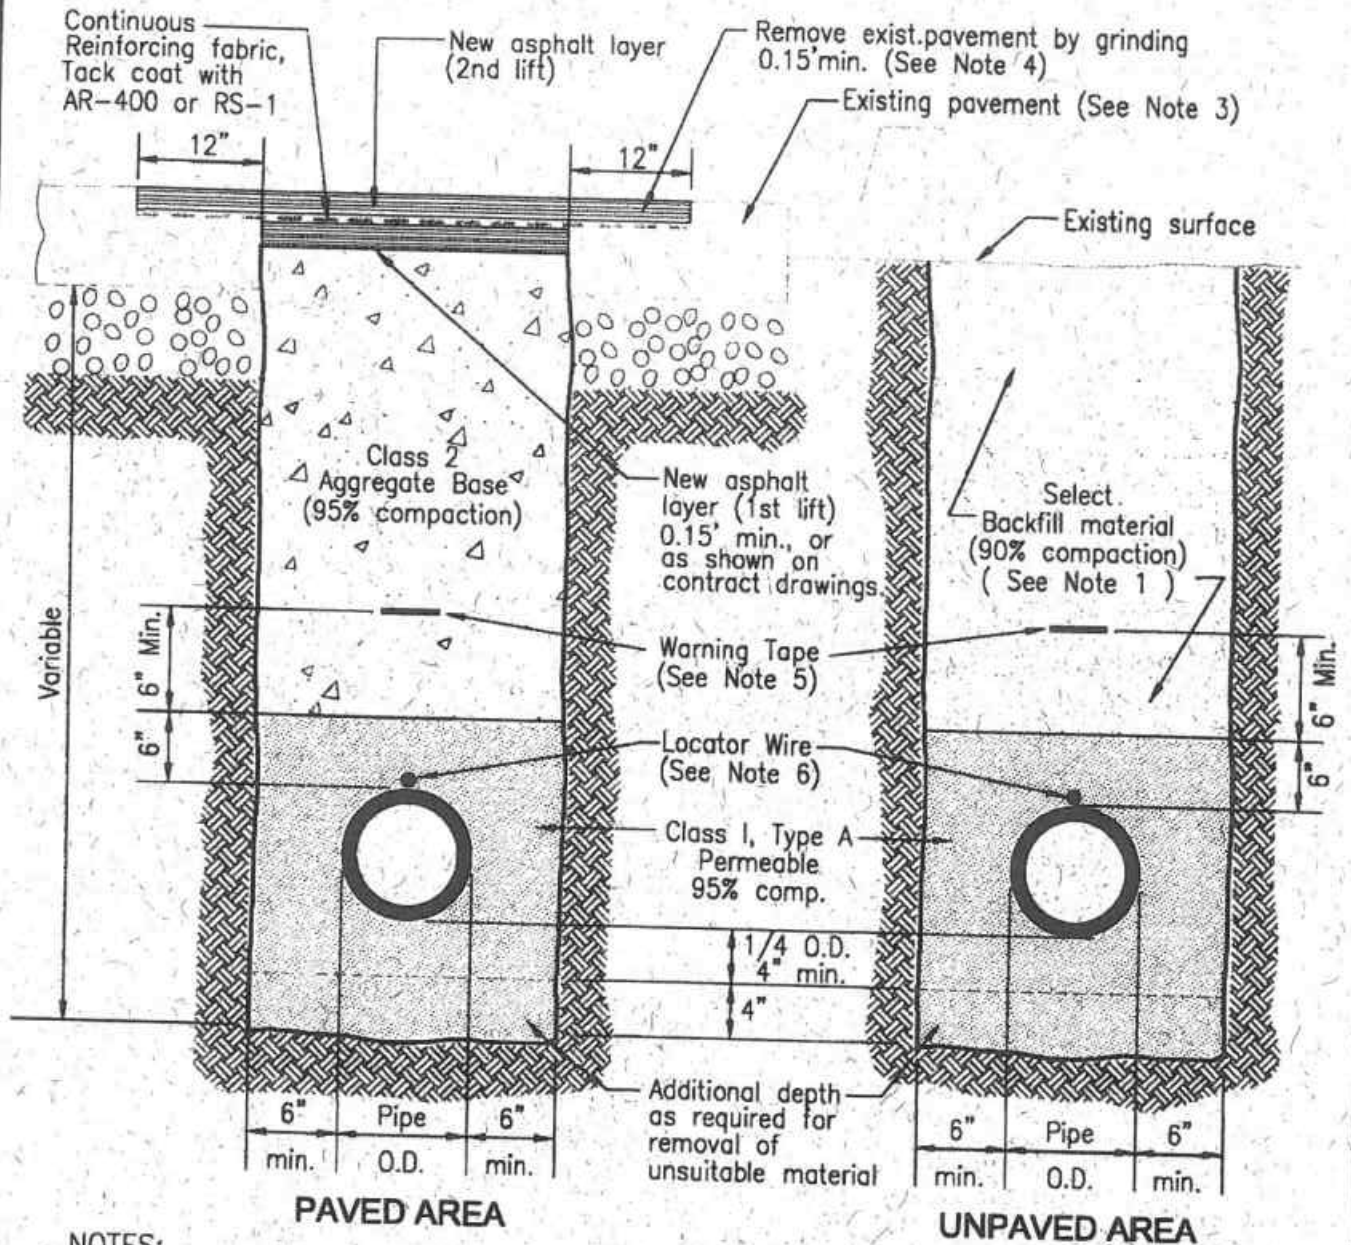 Continuous
Reinforcing fabric,
Tack coat with
AR-400 or RS-1
New asphalt layer
(2nd lift)
Remove exist.pavement by grinding
0.15'min. (See Note 4)
Existing pavement (See Note 3)
12"
12"
Existing surface
Class 2
Aggregate Base
(95% compaction)
New asphalt
layer (1st lift)
0.15' min., or
as shown on
contract drawings.
Select
Backfill material
(90% compaction)
( See Note 1 )
Variable
6" Min.
6"
Warning Tape
(See Note 5)
6" Min.
6"
Locator Wire
(See Note 6)
Class I, Type A
Permeable
95% comp.
1/4 O.D.
4" min.
4"
Additional depth
as required for
removal of
unsuitable material
6"
min.
Pipe
O.D.
6"
min.
6"
min.
Pipe
O.D.
6"
min.
PAVED AREA
UNPAVED AREA
NOTES: